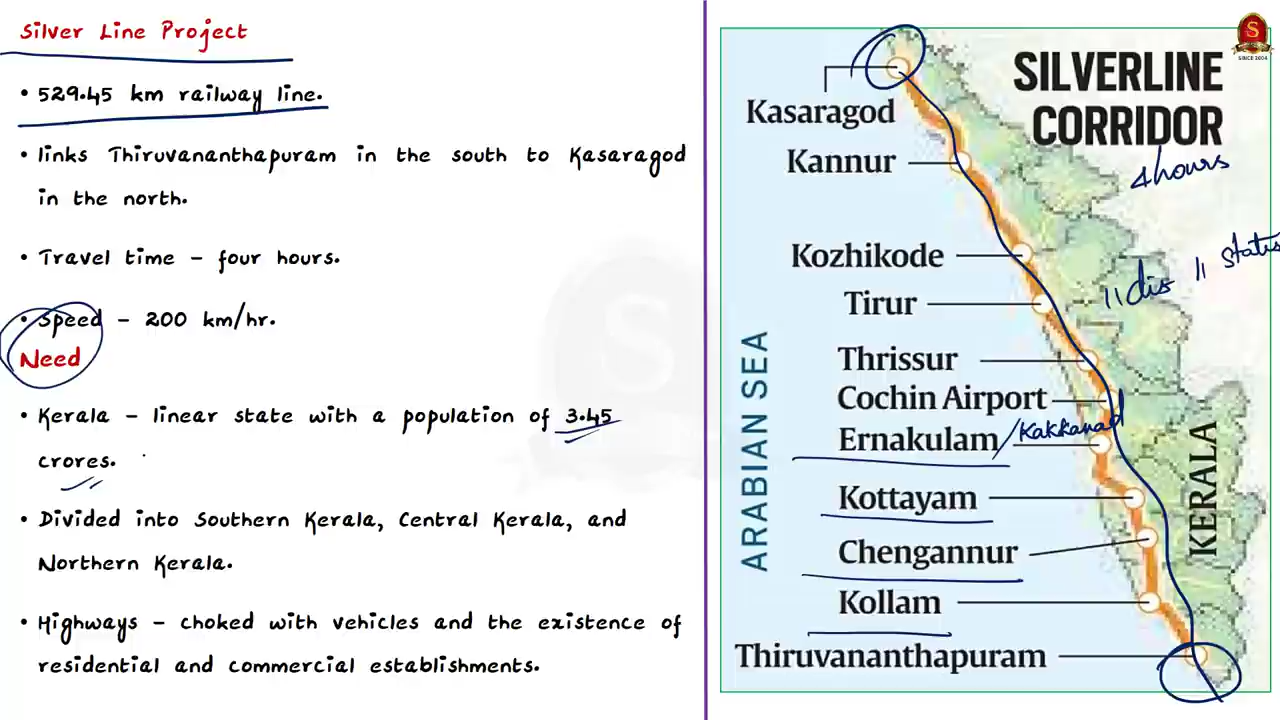 Silver Line Project
• 529.45 km railway line.
• links Thiruvananthapuram in the south to Kasaragod
in the north.
• Travel time – four hours.
• Speed – 200 km/hr.
Need
• Kerala – linear state with a population of 3.45
crores.
• Divided into Southern Kerala, Central Kerala, and
Northern Kerala.
• Highways – choked with vehicles and the existence of
residential and commercial establishments.
S
SINCE 2004
SILVERLINE
CORRIDOR
4 hours
11 dis 11 statis
Kasaragod
Kannur
Kozhikode
Tirur
Thrissur
Cochin Airport
Ernakulam /Kakkanad
Kottayam
Chengannur
Kollam
Thiruvananthapuram
ARABIAN SEA
KERALA